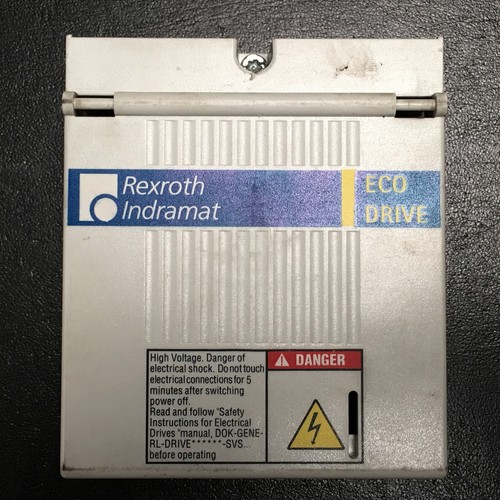 Rexroth
Indramat
ECO
DRIVE
High Voltage. Danger of
electrical shock. Do not touch
electrical connections for 5
minutes after switching
power off.
Read and follow "Safety
Instructions for Electrical
Drives "manual, DOK-GENE-
RL-DRIVE******-SVS...
before operating
DANGER